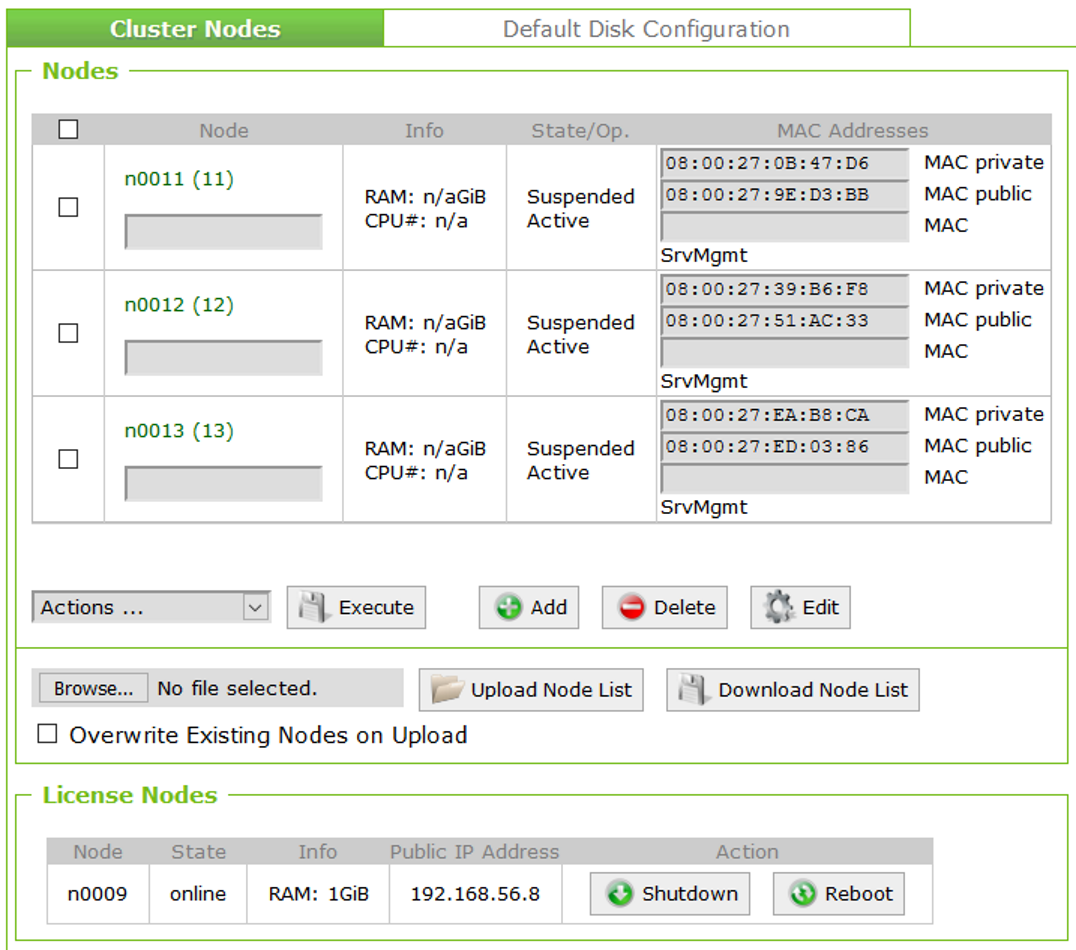 Cluster Nodes Default Disk Configuration
Nodes
Node Info State/Op. MAC Addresses
n0011 (11)
RAM: n/aGiB
CPU#: n/a
Suspended
Active
08:00:27:0B:47:D6 MAC private
08:00:27:9E:D3:BB MAC public
MAC
SrvMgmt
n0012 (12)
RAM: n/aGiB
CPU#: n/a
Suspended
Active
08:00:27:39:B6:F8 MAC private
08:00:27:51:AC:33 MAC public
MAC
SrvMgmt
n0013 (13)
RAM: n/aGiB
CPU#: n/a
Suspended
Active
08:00:27:EA:B8:CA MAC private
08:00:27:ED:03:86 MAC public
MAC
SrvMgmt
Actions ... Execute Add Delete Edit
Browse... No file selected. Upload Node List Download Node List
Overwrite Existing Nodes on Upload
License Nodes
Node State Info Public IP Address Action
n0009 online RAM: 1GiB 192.168.56.8 Shutdown Reboot